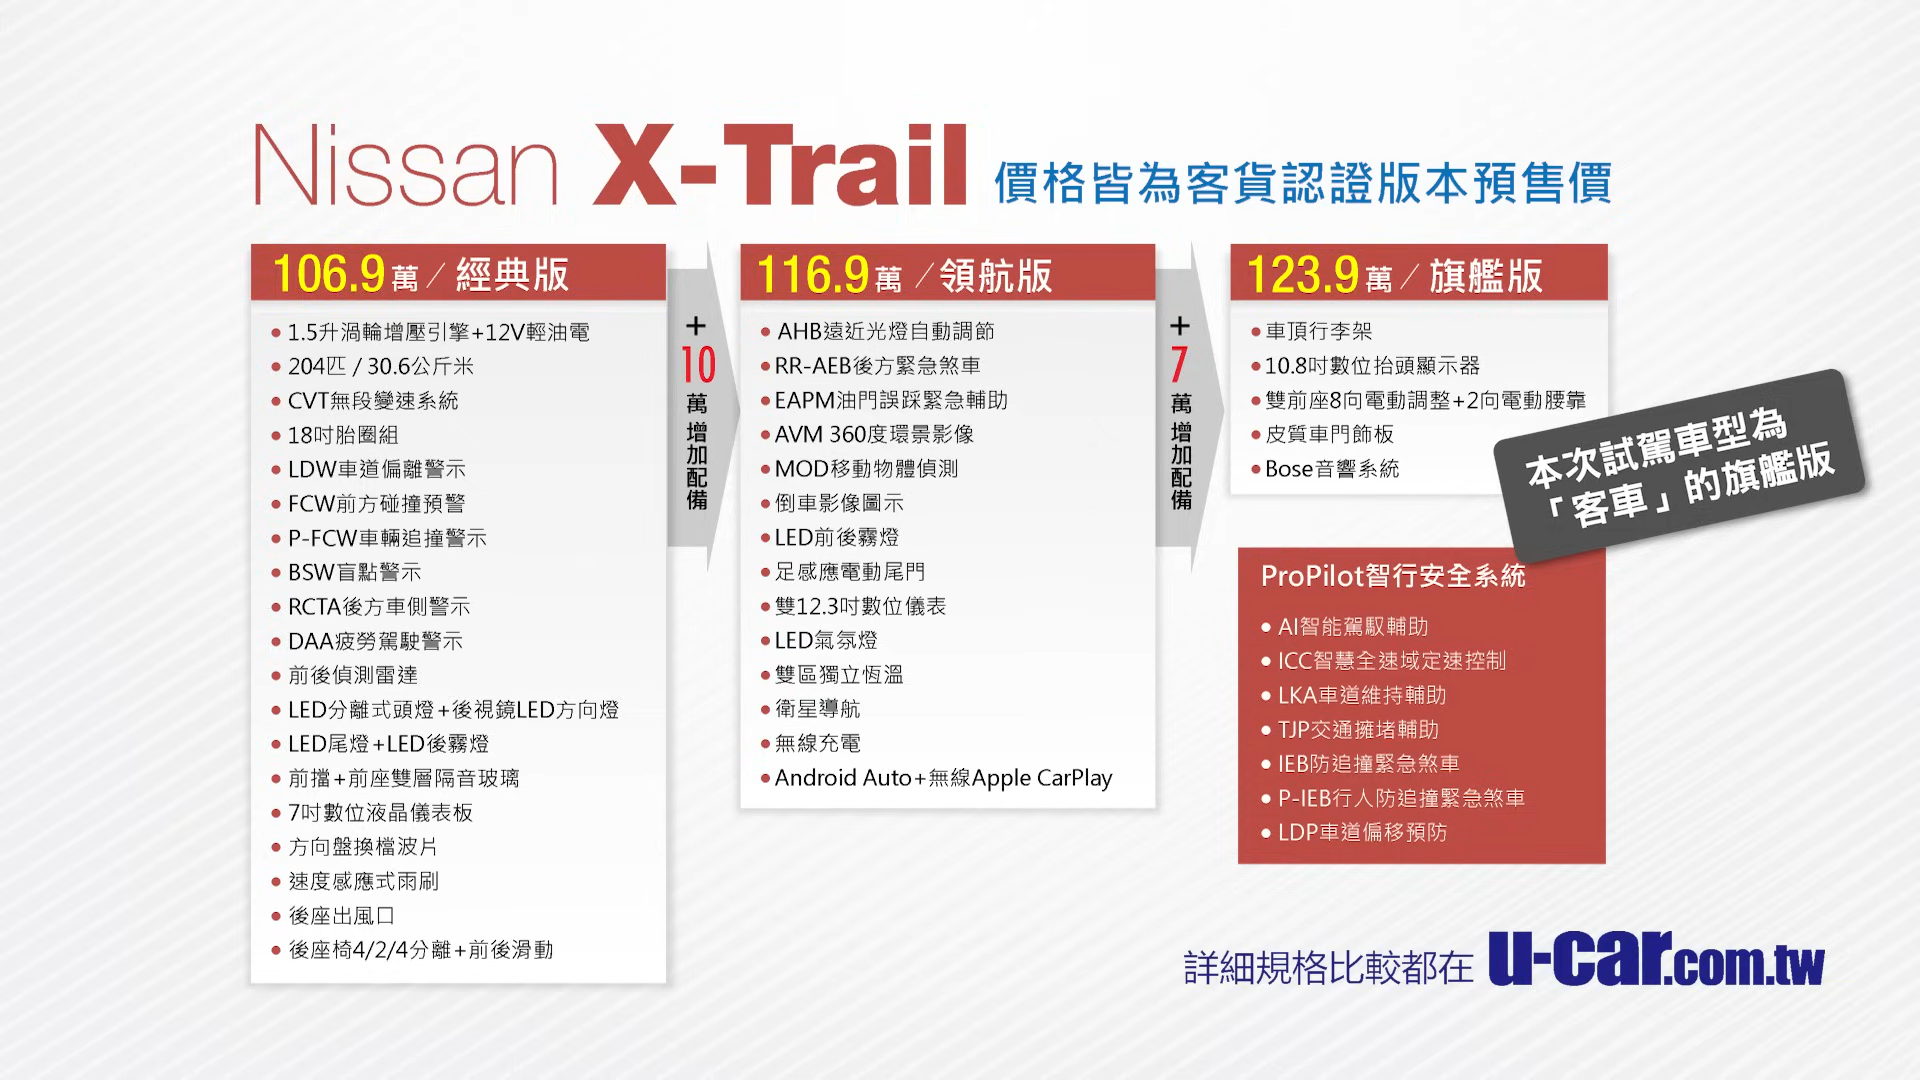 Nissan X-Trail 價格皆為客貨認證版本預售價
106.9萬／經典版
• 1.5升渦輪增壓引擎+12V輕油電
• 204匹 / 30.6公斤米
• CVT無段變速系統
• 18吋胎圈組
• LDW車道偏離警示
• FCW前方碰撞預警
• P-FCW車輛追撞警示
• BSW盲點警示
• RCTA後方車側警示
• DAA疲勞駕駛警示
• 前後偵測雷達
• LED分離式頭燈+後視鏡LED方向燈
• LED尾燈+LED後霧燈
• 前擋+前座雙層隔音玻璃
• 7吋數位液晶儀表板
• 方向盤換檔波片
• 速度感應式雨刷
• 後座出風口
• 後座椅4/2/4分離+前後滑動
+
10
萬
增加配備
116.9萬／領航版
• AHB遠近光燈自動調節
• RR-AEB後方緊急煞車
• EAPM油門誤踩緊急輔助
• AVM 360度環景影像
• MOD移動物體偵測
• 倒車影像圖示
• LED前後霧燈
• 足感應電動尾門
• 雙12.3吋數位儀表
• LED氣氛燈
• 雙區獨立恆溫
• 衛星導航
• 無線充電
• Android Auto+無線Apple CarPlay
+
7
萬
增加配備
123.9萬／旗艦版
• 車頂行李架
• 10.8吋數位抬頭顯示器
• 雙前座8向電動調整+2向電動腰靠
• 皮質車門飾板
• Bose音響系統
本次試駕車型為
「客車」的旗艦版
ProPilot智行安全系統
• AI智能駕馭輔助
• ICC智慧全速域定速控制
• LKA車道維持輔助
• TJP交通擁堵輔助
• IEB防追撞緊急煞車
• P-IEB行人防追撞緊急煞車
• LDP車道偏移預防
詳細規格比較都在 u-car.com.tw